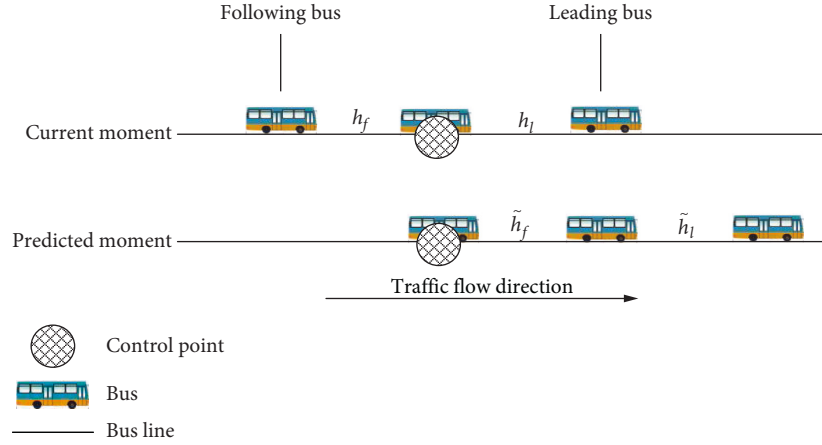 Following bus
Leading bus
Current moment
h_f
h_l
Predicted moment
h̃_f
h̃_l
Traffic flow direction
Control point
Bus
Bus line